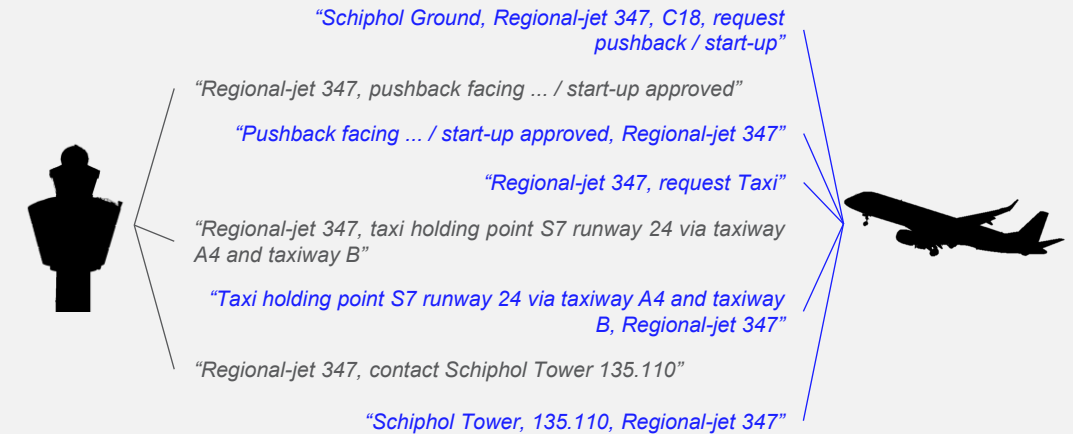 “Schiphol Ground, Regional-jet 347, C18, request
pushback / start-up”
“Regional-jet 347, pushback facing ... / start-up approved”
“Pushback facing ... / start-up approved, Regional-jet 347”
“Regional-jet 347, request Taxi”
“Regional-jet 347, taxi holding point S7 runway 24 via taxiway
A4 and taxiway B”
“Taxi holding point S7 runway 24 via taxiway A4 and taxiway
B, Regional-jet 347”
“Regional-jet 347, contact Schiphol Tower 135.110”
“Schiphol Tower, 135.110, Regional-jet 347”